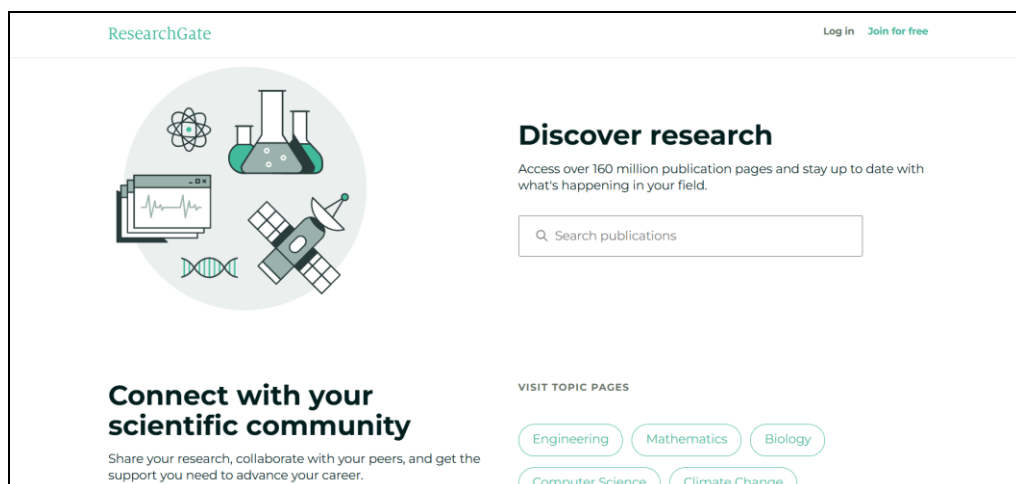 ResearchGate
Log in Join for free
Discover research
Access over 160 million publication pages and stay up to date with
what's happening in your field.
Search publications
Connect with your
scientific community
Share your research, collaborate with your peers, and get the
support you need to advance your career.
VISIT TOPIC PAGES
Engineering Mathematics Biology
Computer Science Climate Change